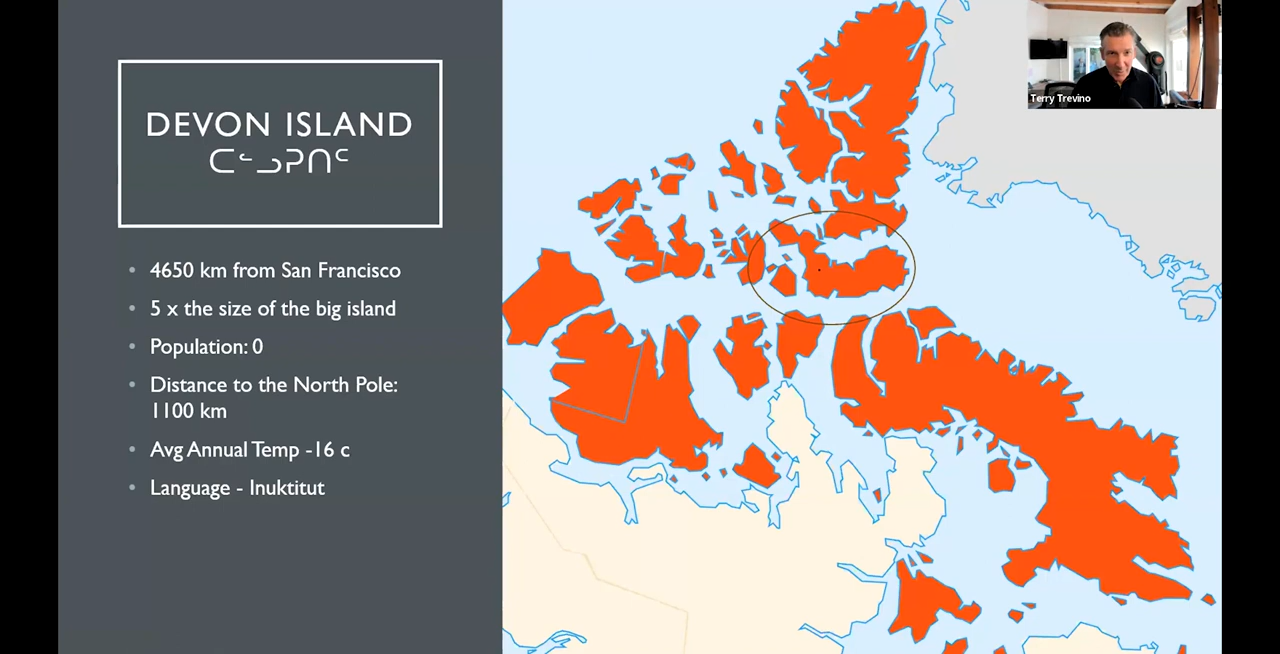 DEVON ISLAND
ᑕᓪᓗᕈᑎᑦ
4650 km from San Francisco
5 x the size of the big island
Population: 0
Distance to the North Pole:
1100 km
Avg Annual Temp -16 c
Language - Inuktitut
Terry Trevino